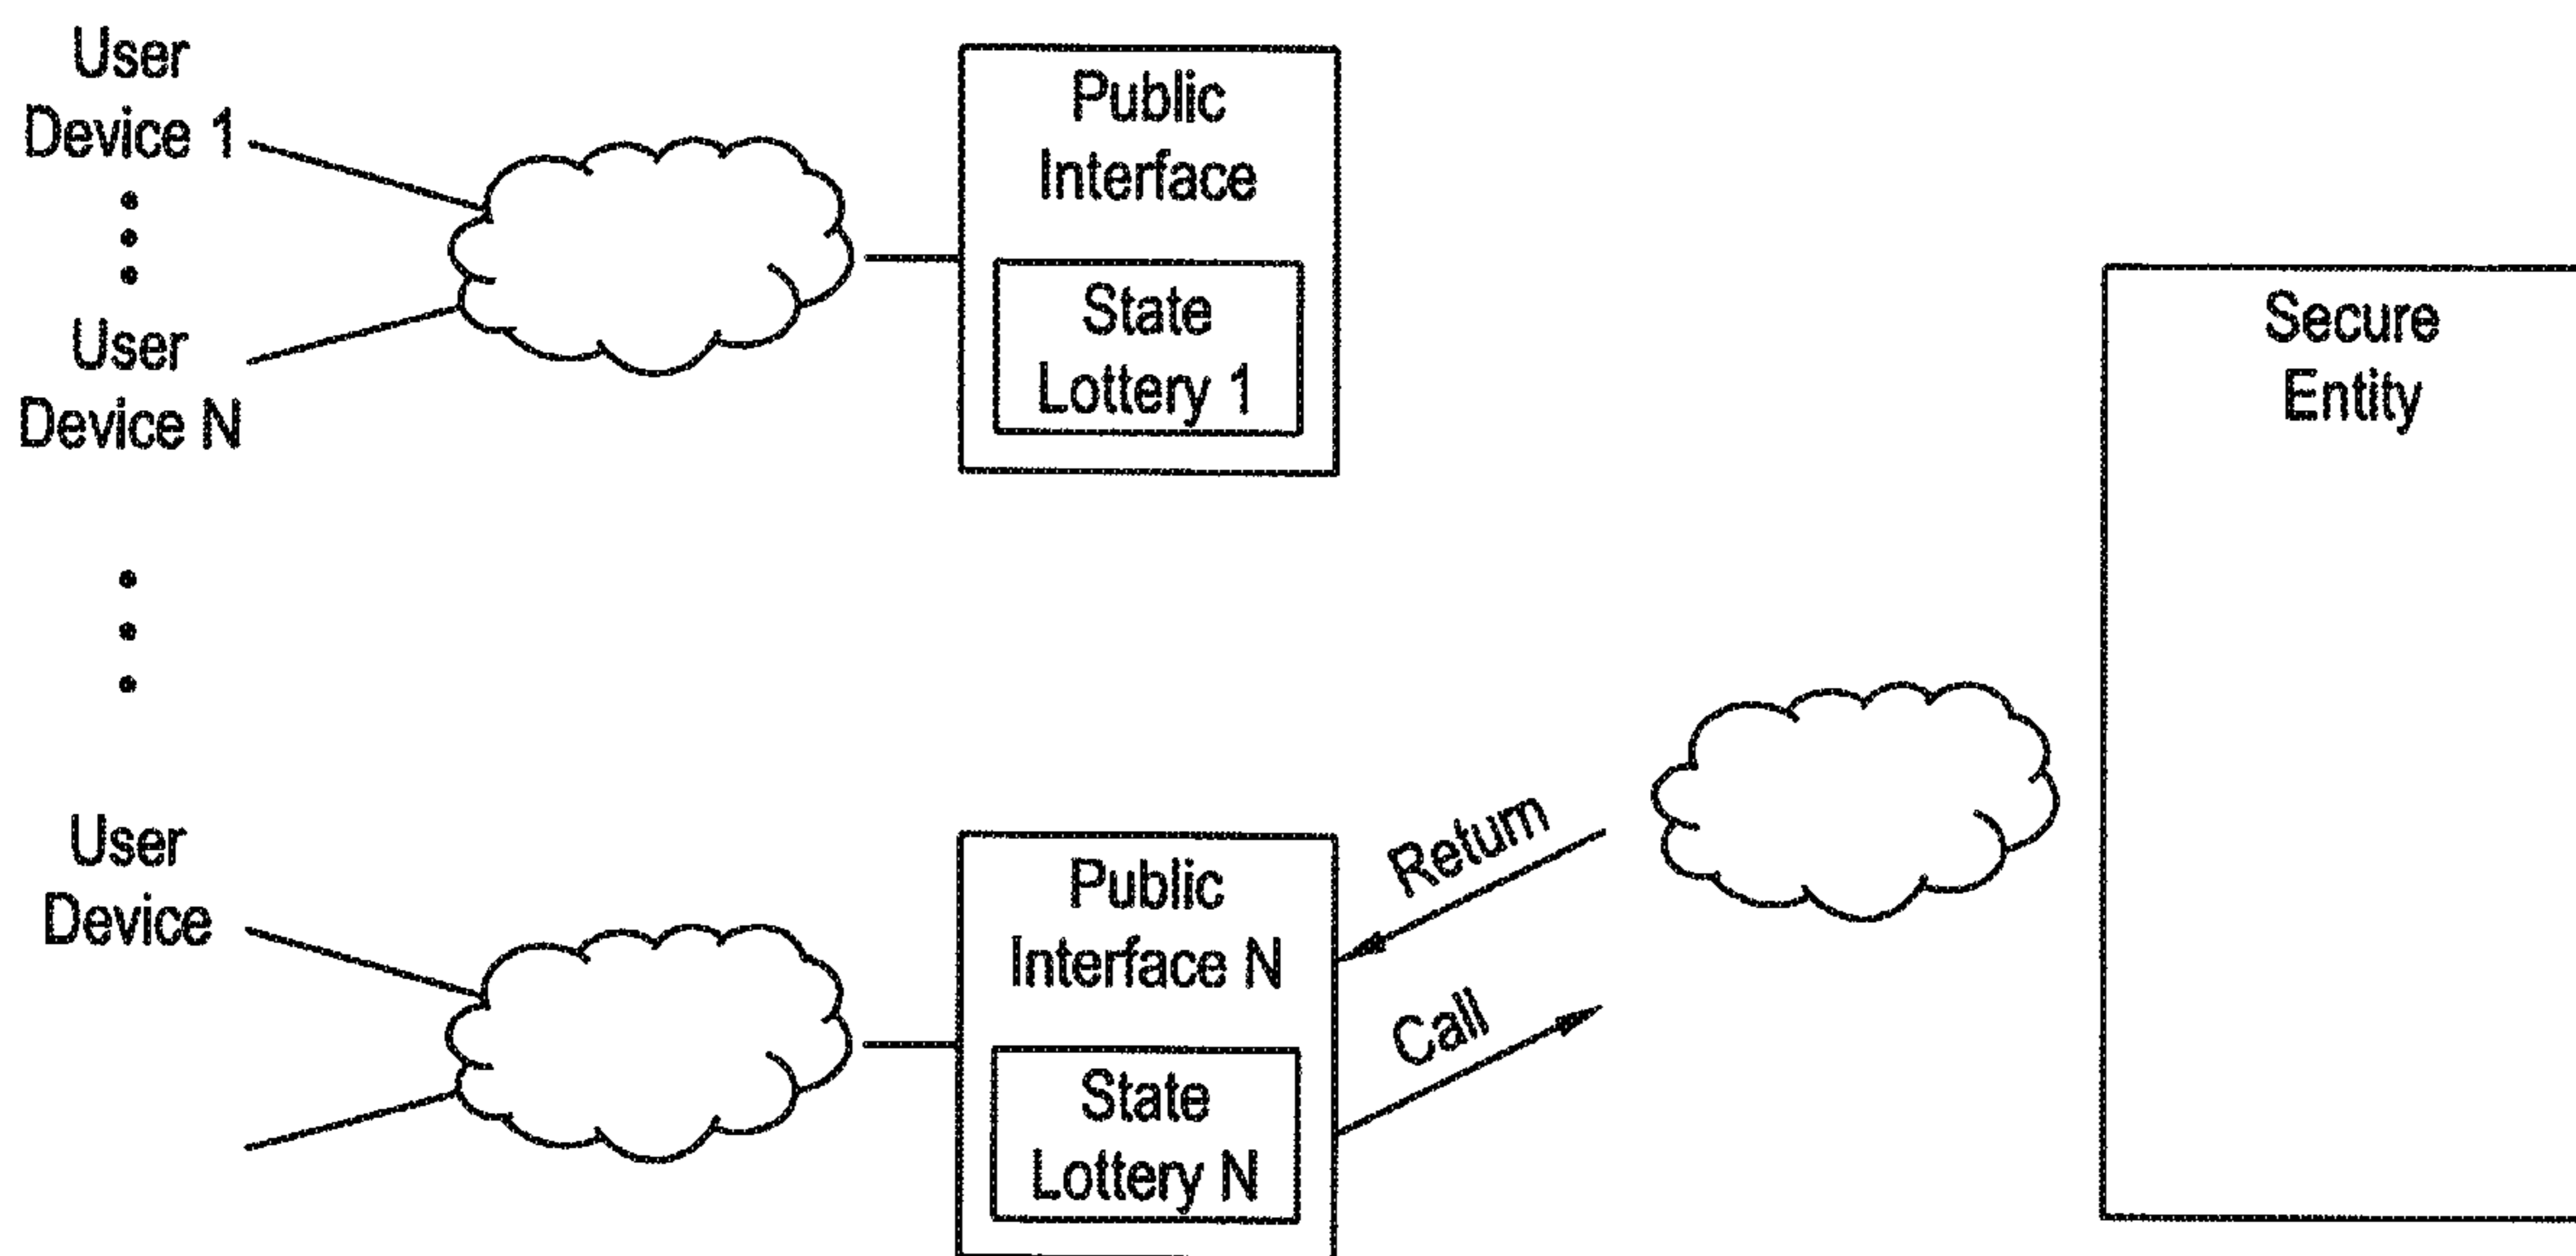 User
Device 1
User
Device N
Public
Interface
State
Lottery 1
Secure
Entity
User
Device
Public
Interface N
State
Lottery N
Return
Call